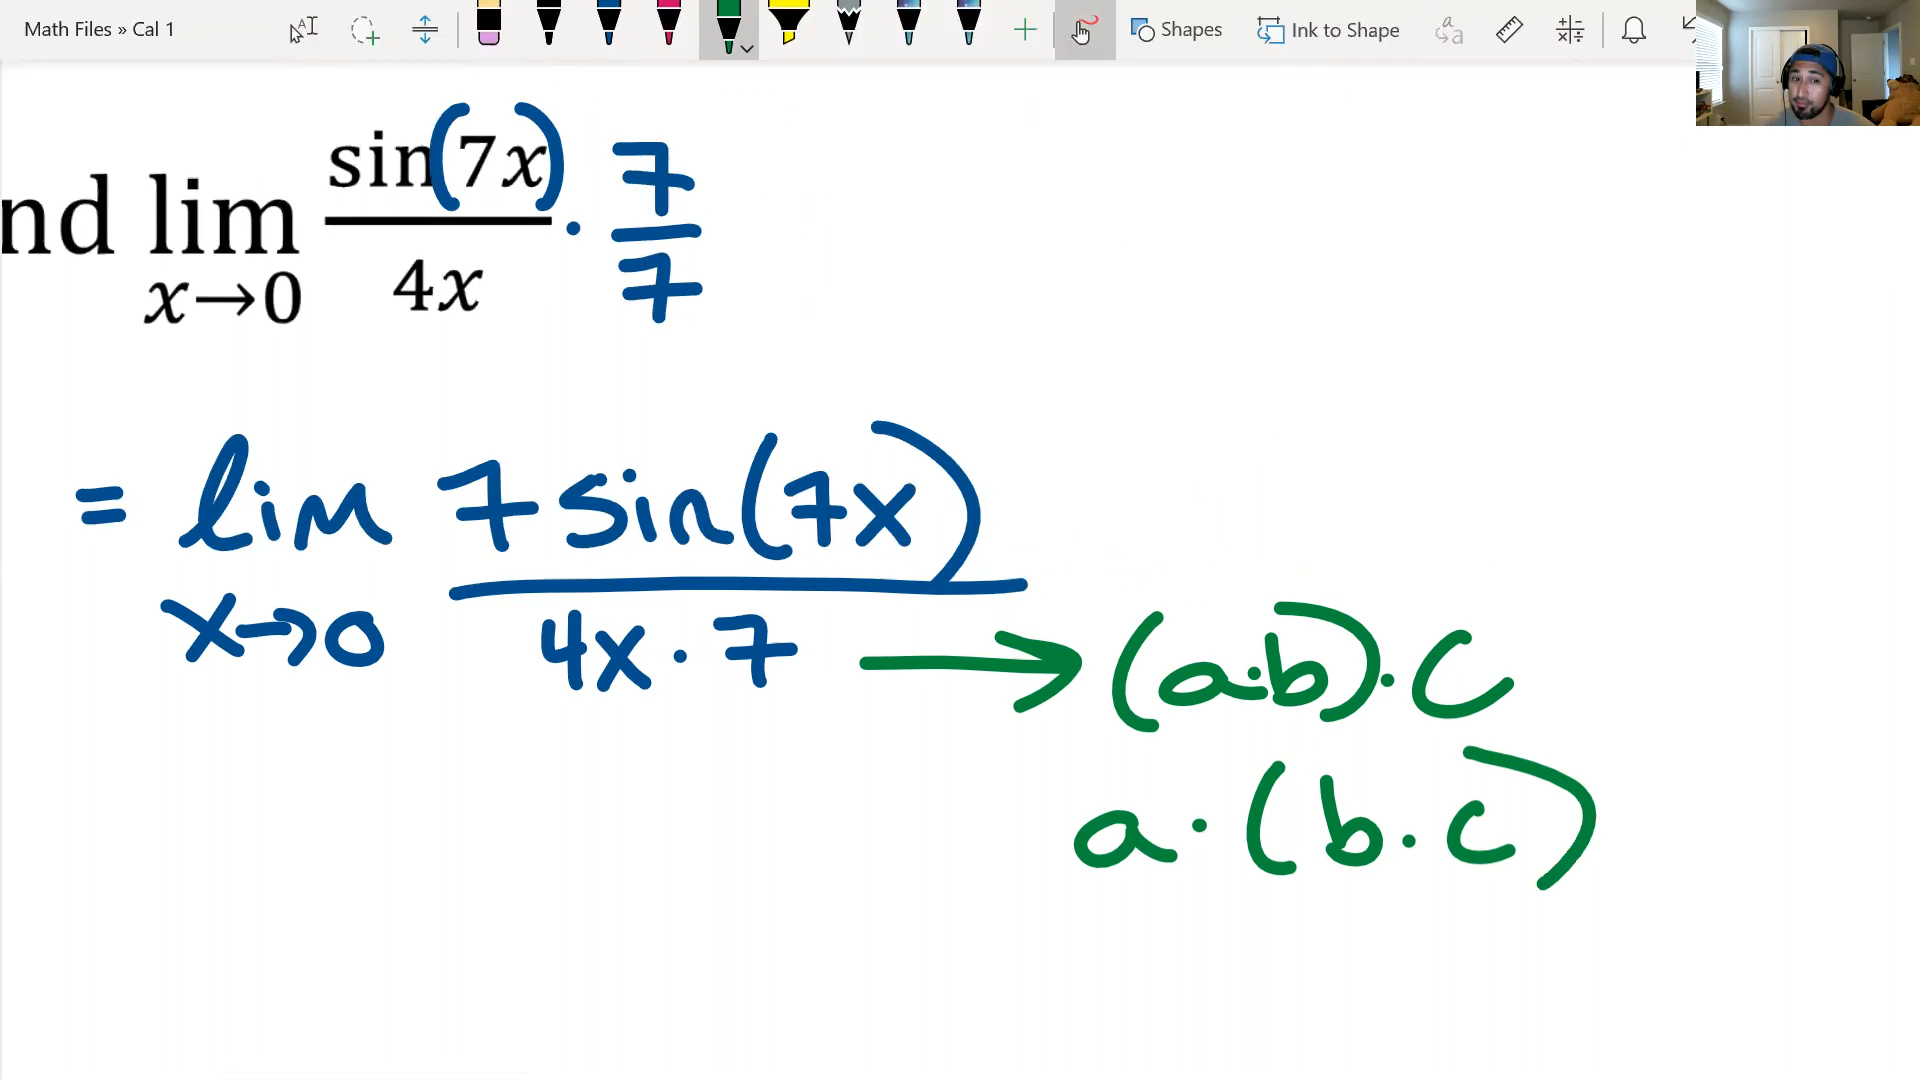 Math Files » Cal 1
Shapes
Ink to Shape
nd lim x→0 sin(7x) / 4x · 7 / 7
= lim x→0 7 sin(7x) / 4x · 7 → (a·b)·c
a·(b·c)